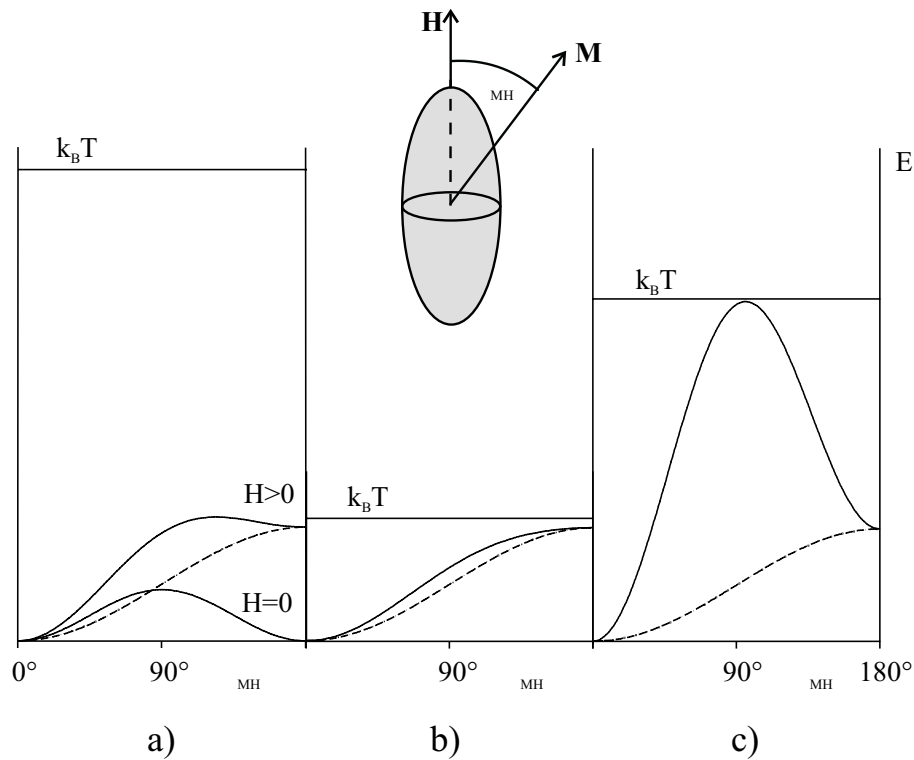 H
M
MH
k_BT
E
k_BT
H>0
k_BT
H=0
0° 90° MH 90° MH 90° MH 180°
a) b) c)